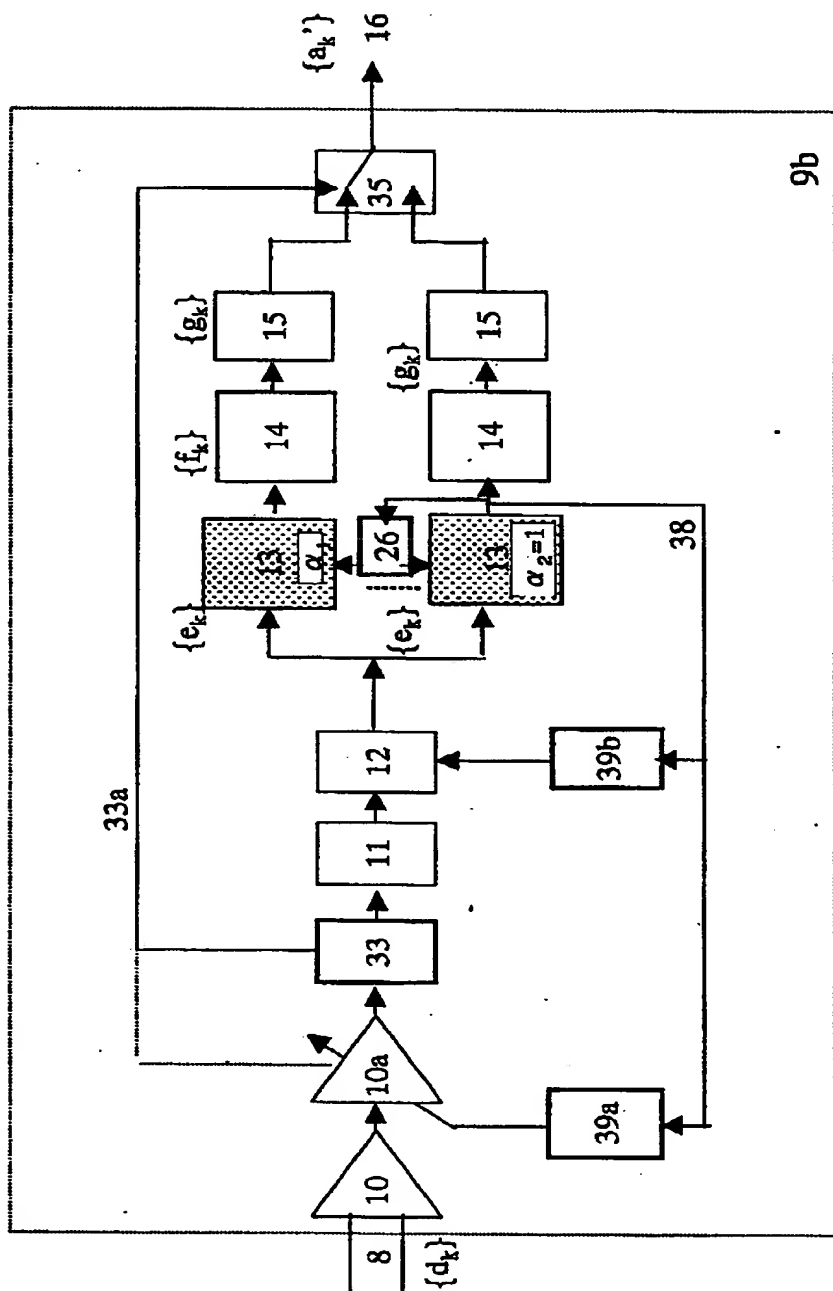 {a_k'}
16
9b
33a
35
{g_k}
15
{g_k}
15
{f_k}
14
14
{e_k}
13
α_1
26
{e_k}
13
α_2=1
38
12
39b
11
33
10a
39a
10
8
{d_k}